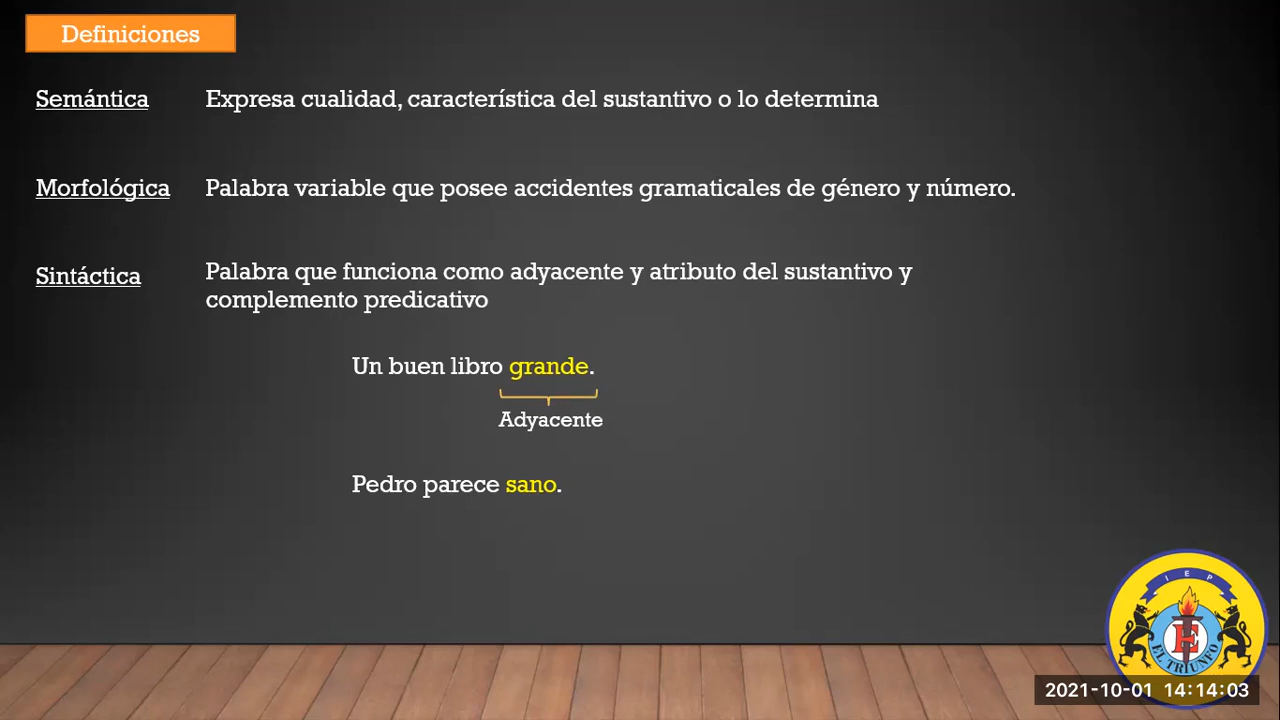 Definiciones
Semántica
Expresa cualidad, característica del sustantivo o lo determina
Morfológica
Palabra variable que posee accidentes gramaticales de género y número.
Sintáctica
Palabra que funciona como adyacente y atributo del sustantivo y
complemento predicativo
Un buen libro grande.
Adyacente
Pedro parece sano.
I E P
E
EL TRIUNFO
2021-10-01 14:14:03